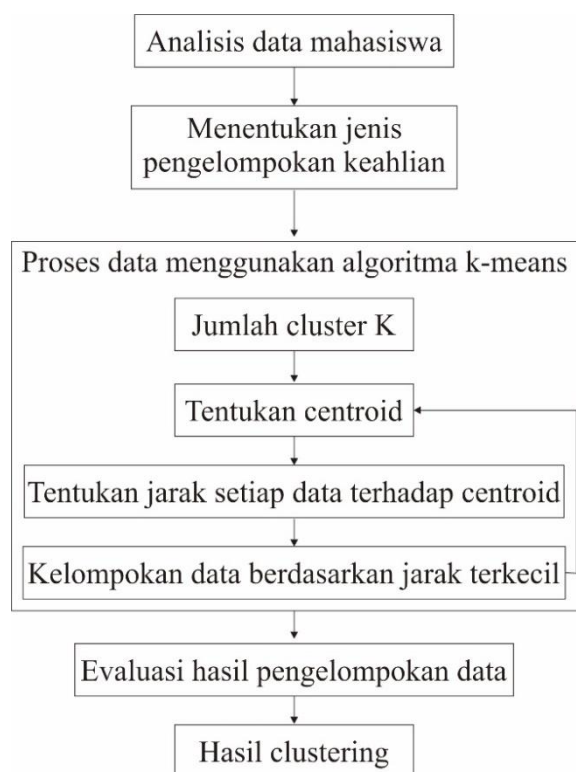 Analisis data mahasiswa
Menentukan jenis
pengelompokan keahlian
Proses data menggunakan algoritma k-means
Jumlah cluster K
Tentukan centroid
Tentukan jarak setiap data terhadap centroid
Kelompokan data berdasarkan jarak terkecil
Evaluasi hasil pengelompokan data
Hasil clustering